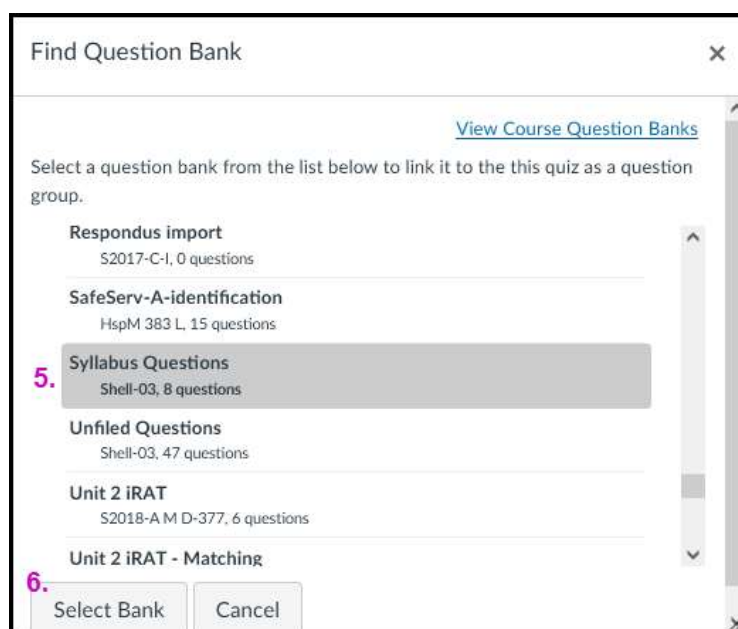 Find Question Bank
×
View Course Question Banks
Select a question bank from the list below to link it to the this quiz as a question
group.
Respondus import
S2017-C-I, 0 questions
SafeServ-A-identification
HspM 383 L, 15 questions
Syllabus Questions
5.
Shell-03, 8 questions
Unfiled Questions
Shell-03, 47 questions
Unit 2 iRAT
S2018-A M D-377, 6 questions
Unit 2 iRAT - Matching
6.
Select Bank Cancel